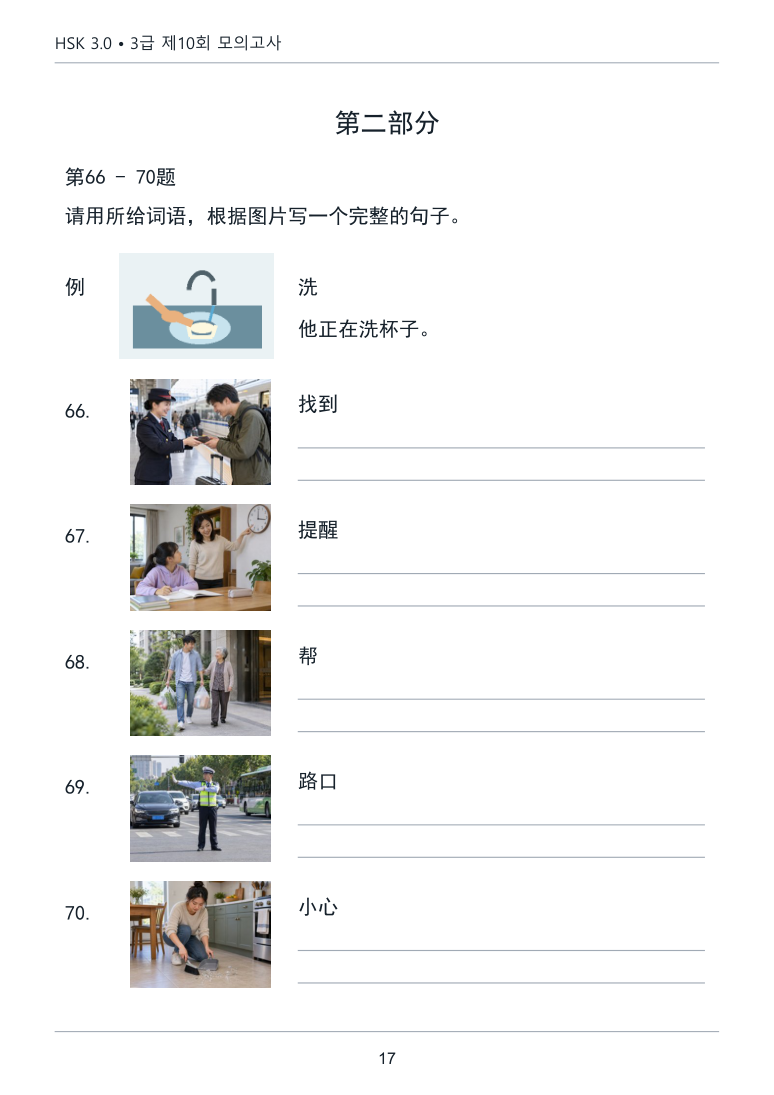 HSK 3.0 • 3급 제10회 모의고사
第二部分
第66 － 70题
请用所给词语，根据图片写一个完整的句子。
例
洗
他正在洗杯子。
66.
找到
67.
提醒
68.
帮
69.
路口
70.
小心
17